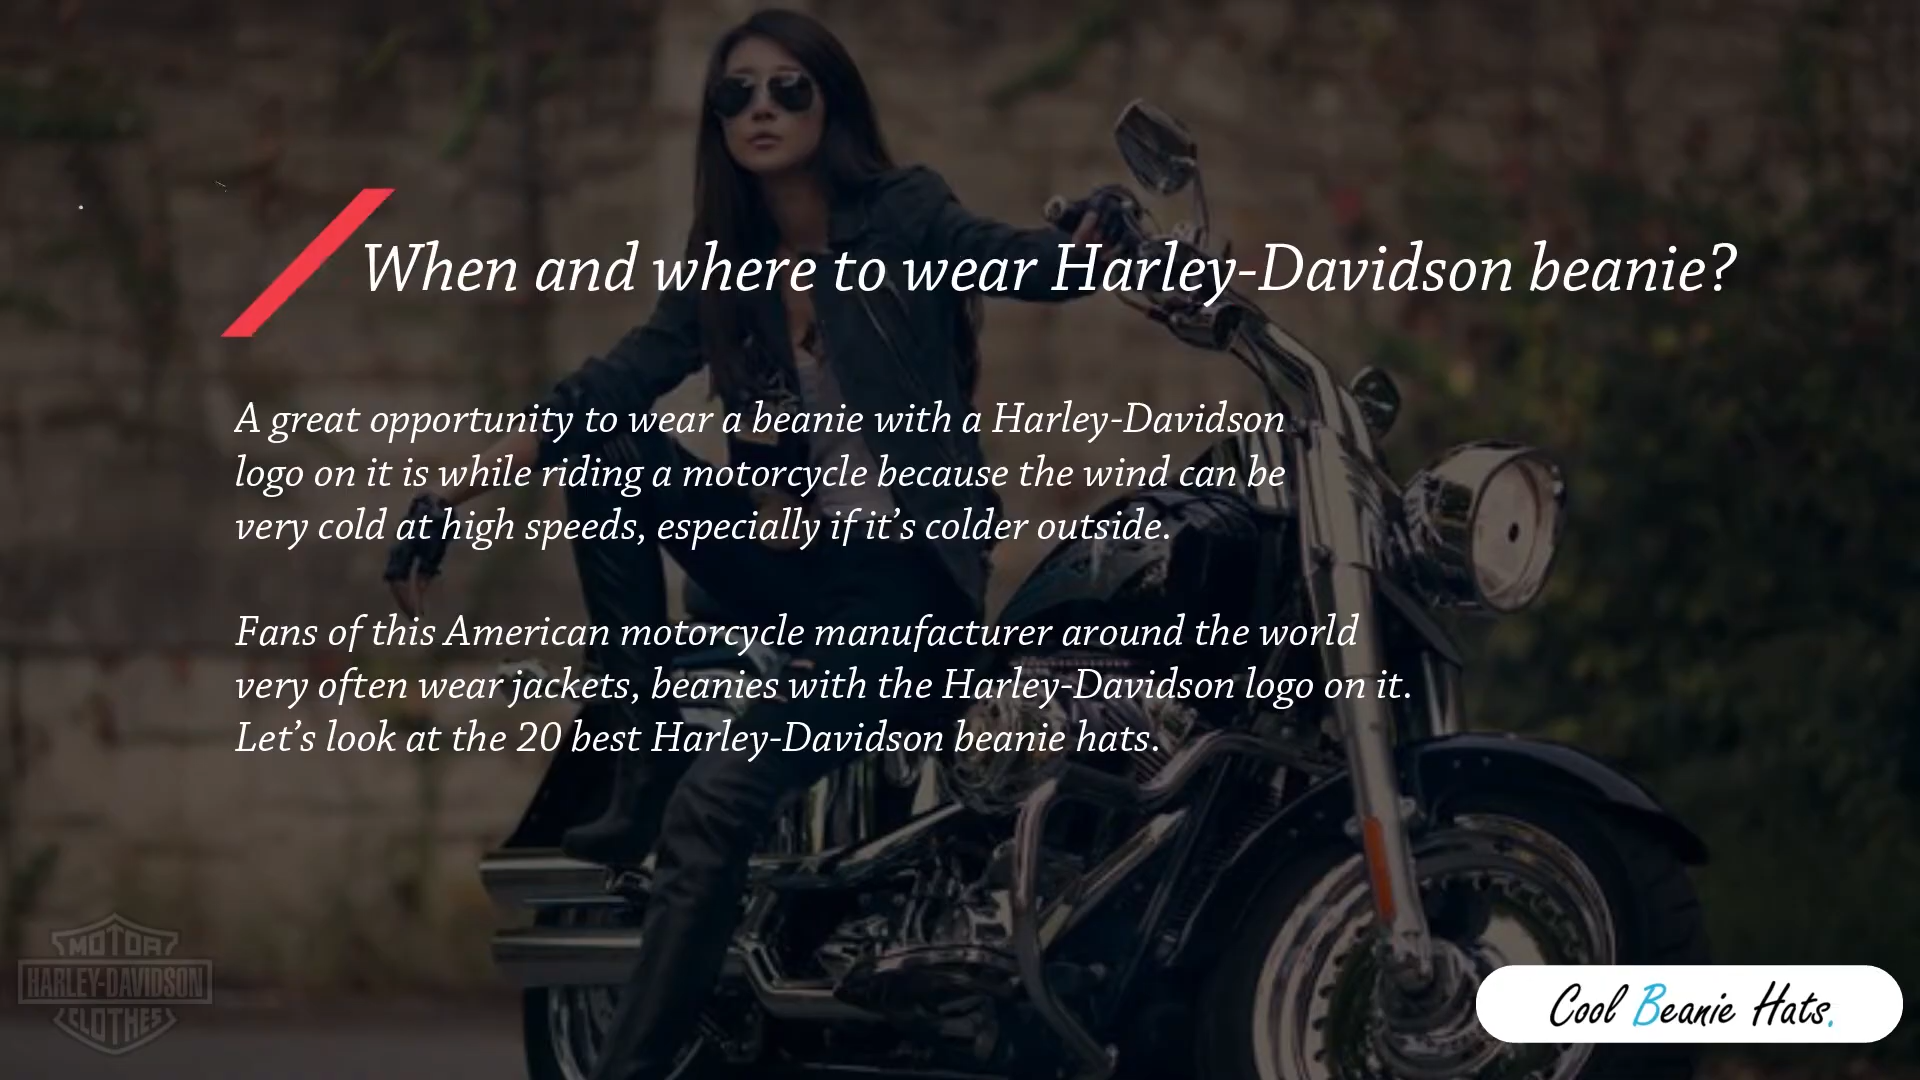 When and where to wear Harley-Davidson beanie?
A great opportunity to wear a beanie with a Harley-Davidson
logo on it is while riding a motorcycle because the wind can be
very cold at high speeds, especially if it’s colder outside.
Fans of this American motorcycle manufacturer around the world
very often wear jackets, beanies with the Harley-Davidson logo on it.
Let’s look at the 20 best Harley-Davidson beanie hats.
MOTOR
HARLEY-DAVIDSON
CLOTHES
Cool Beanie Hats.